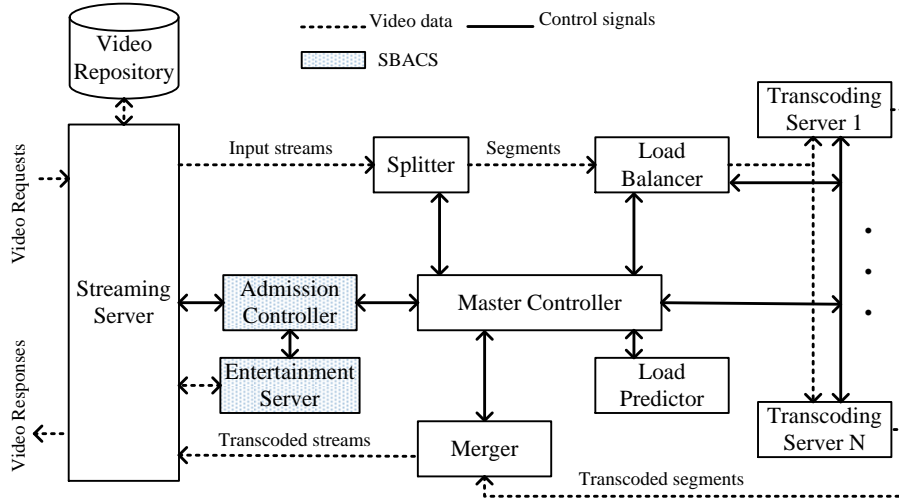 Video data
Control signals
SBACS
Video
Repository
Transcoding
Server 1
Video Requests
Input streams
Splitter
Segments
Load
Balancer
Streaming
Server
Admission
Controller
Master Controller
Entertainment
Server
Load
Predictor
Video Responses
Transcoded streams
Merger
Transcoding
Server N
Transcoded segments